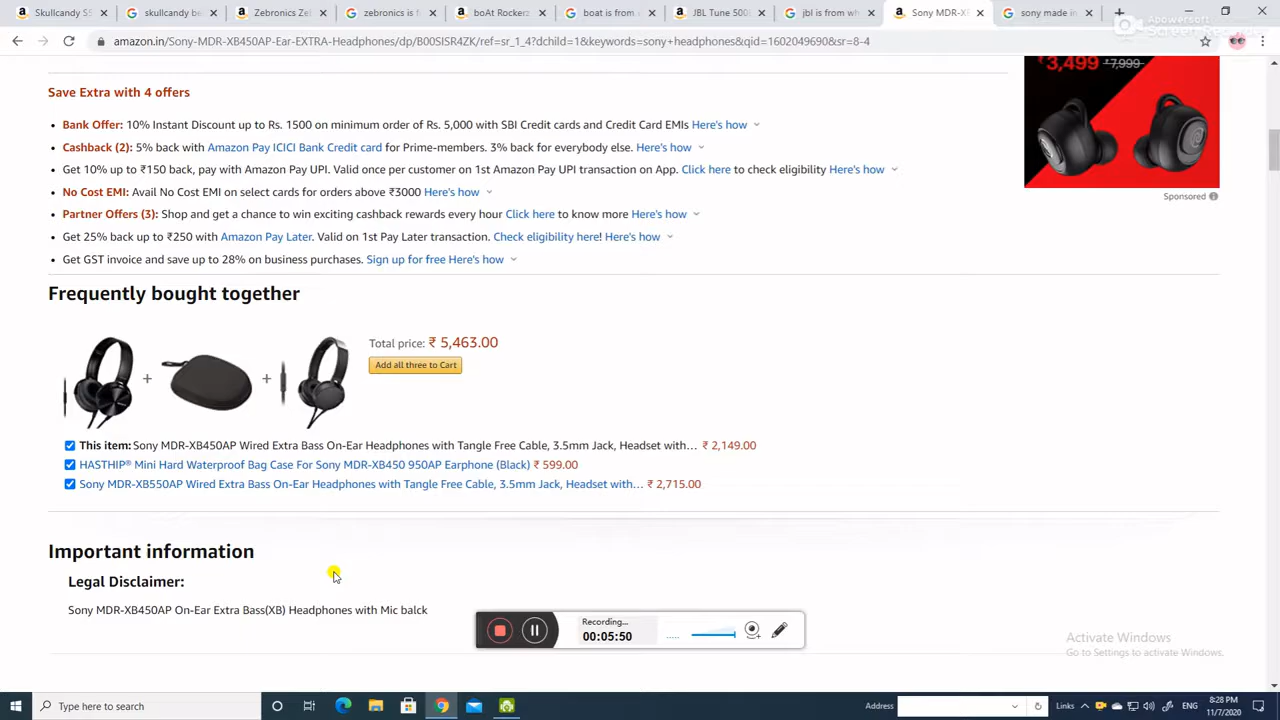 Skullcandy S5
skullcandy be
Zebronics Zeb
zebronics is f
boAt Rockerz
boat is from c
JBL Tune 500B
jbl is from wh
Sony MDR-XB
sony made in
Apowersoft
Screen Recorder
amazon.in/Sony-MDR-XB450AP-Ear-EXTRA-Headphones/dp/B00NBMIX2Y/ref=sr_1_4?dchild=1&keywords=sony+headphones&qid=1602049690&sr=8-4
₹3,499 ₹7,999
Save Extra with 4 offers
• Bank Offer: 10% Instant Discount up to Rs. 1500 on minimum order of Rs. 5,000 with SBI Credit cards and Credit Card EMIs Here's how
• Cashback (2): 5% back with Amazon Pay ICICI Bank Credit card for Prime-members. 3% back for everybody else. Here's how
• Get 10% up to ₹150 back, pay with Amazon Pay UPI. Valid once per customer on 1st Amazon Pay UPI transaction on App. Click here to check eligibility Here's how
• No Cost EMI: Avail No Cost EMI on select cards for orders above ₹3000 Here's how
Sponsored
• Partner Offers (3): Shop and get a chance to win exciting cashback rewards every hour Click here to know more Here's how
• Get 25% back up to ₹250 with Amazon Pay Later. Valid on 1st Pay Later transaction. Check eligibility here! Here's how
• Get GST invoice and save up to 28% on business purchases. Sign up for free Here's how
Frequently bought together
Total price: ₹ 5,463.00
Add all three to Cart
This item: Sony MDR-XB450AP Wired Extra Bass On-Ear Headphones with Tangle Free Cable, 3.5mm Jack, Headset with… ₹ 2,149.00
HASTHIP® Mini Hard Waterproof Bag Case For Sony MDR-XB450 950AP Earphone (Black) ₹ 599.00
Sony MDR-XB550AP Wired Extra Bass On-Ear Headphones with Tangle Free Cable, 3.5mm Jack, Headset with… ₹ 2,715.00
Important information
Legal Disclaimer:
Sony MDR-XB450AP On-Ear Extra Bass(XB) Headphones with Mic balck
Recording...
00:05:50
Activate Windows
Go to Settings to activate Windows.
Type here to search
Address
Links
ENG
8:28 PM
11/7/2020